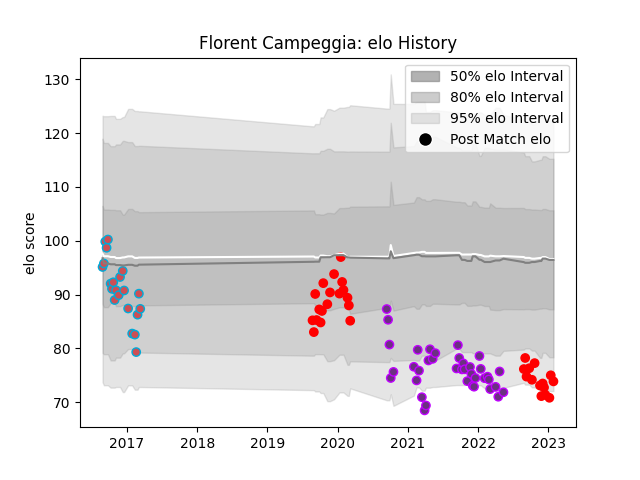 Florent Campeggia: elo History
50% elo Interval
80% elo Interval
95% elo Interval
Post Match elo
elo score
130
120
110
100
90
80
70
2017
2018
2019
2020
2021
2022
2023